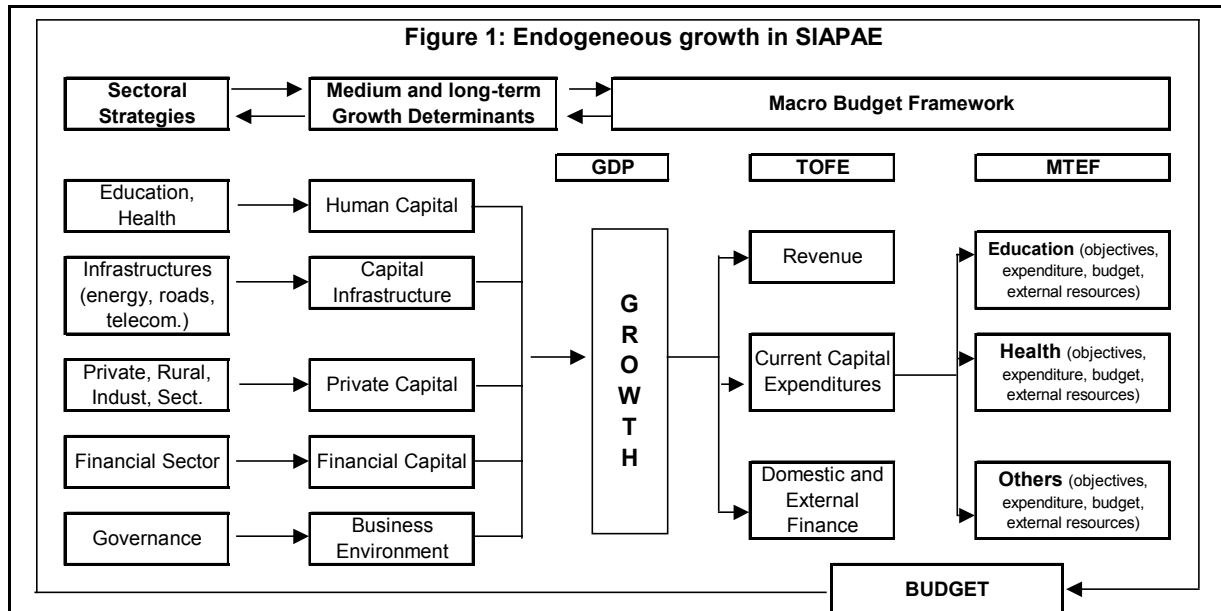 Figure 1: Endogeneous growth in SIAPAE
Sectoral
Strategies
Medium and long-term
Growth Determinants
Macro Budget Framework
GDP
TOFE
MTEF
Education,
Health
Human Capital
Infrastructures
(energy, roads,
telecom.)
Capital
Infrastructure
Private, Rural,
Indust, Sect.
Private Capital
Financial Sector
Financial Capital
Governance
Business
Environment
G
R
O
W
T
H
Revenue
Current Capital
Expenditures
Domestic and
External
Finance
Education (objectives,
expenditure, budget,
external resources)
Health (objectives,
expenditure, budget,
external resources)
Others (objectives,
expenditure, budget,
external resources)
BUDGET